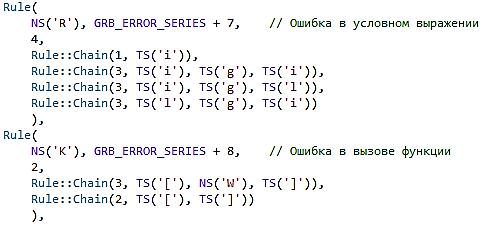 Rule(
NS('R'), GRB_ERROR_SERIES + 7,    // Ошибка в условном выражении
4,
Rule::Chain(1, TS('i')),
Rule::Chain(3, TS('i'), TS('g'), TS('i')),
Rule::Chain(3, TS('i'), TS('g'), TS('l')),
Rule::Chain(3, TS('l'), TS('g'), TS('i'))
),
Rule(
NS('K'), GRB_ERROR_SERIES + 8,    // Ошибка в вызове функции
2,
Rule::Chain(3, TS('['), NS('W'), TS(']')),
Rule::Chain(2, TS('['), TS(']'))
),